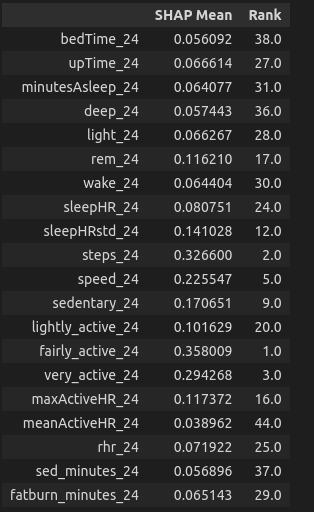 SHAP Mean Rank
bedTime_24 0.056092 38.0
upTime_24 0.066614 27.0
minutesAsleep_24 0.064077 31.0
deep_24 0.057443 36.0
light_24 0.066267 28.0
rem_24 0.116210 17.0
wake_24 0.064404 30.0
sleepHR_24 0.080751 24.0
sleepHRstd_24 0.141028 12.0
steps_24 0.326600 2.0
speed_24 0.225547 5.0
sedentary_24 0.170651 9.0
lightly_active_24 0.101629 20.0
fairly_active_24 0.358009 1.0
very_active_24 0.294268 3.0
maxActiveHR_24 0.117372 16.0
meanActiveHR_24 0.038962 44.0
rhr_24 0.071922 25.0
sed_minutes_24 0.056896 37.0
fatburn_minutes_24 0.065143 29.0